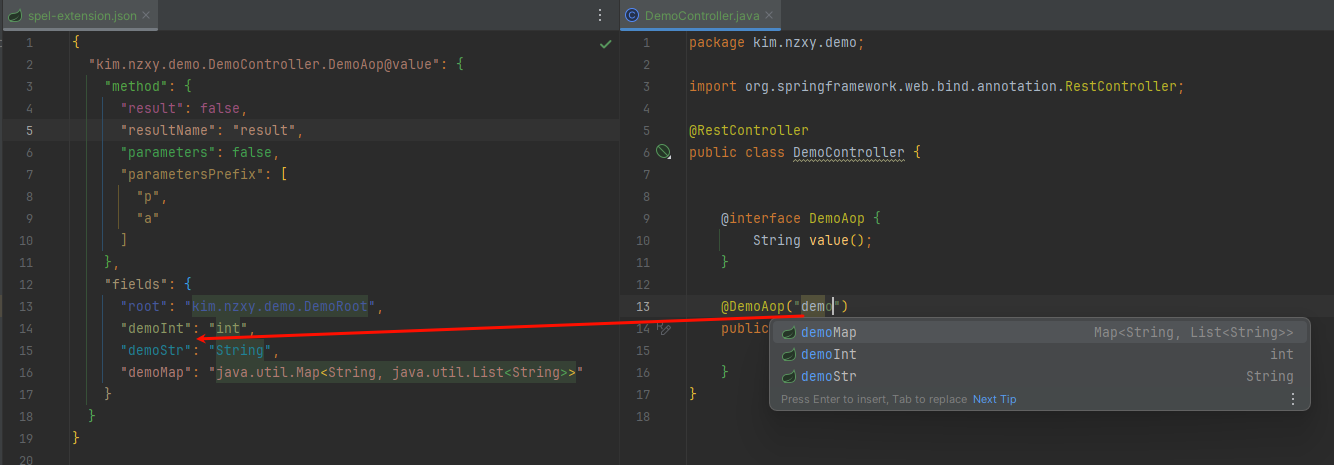 spel-extension.json
1 {
2 "kim.nzxy.demo.DemoController.DemoAop@value": {
3 "method": {
4 "result": false,
5 "resultName": "result",
6 "parameters": false,
7 "parametersPrefix": [
8 "p",
9 "a"
10 ]
11 },
12 "fields": {
13 "root": "kim.nzxy.demo.DemoRoot",
14 "demoInt": "int",
15 "demoStr": "String",
16 "demoMap": "java.util.Map<String, java.util.List<String>>"
17 }
18 }
19 }
20
DemoController.java
1 package kim.nzxy.demo;
2
3 import org.springframework.web.bind.annotation.RestController;
4
5 @RestController
6 public class DemoController {
7
8
9 @interface DemoAop {
10 String value();
11 }
12
13 @DemoAop("demo")
14 public
15
16 }
17 }
18
demoMap Map<String, List<String>>
demoInt int
demoStr String
Press Enter to insert, Tab to replace Next Tip